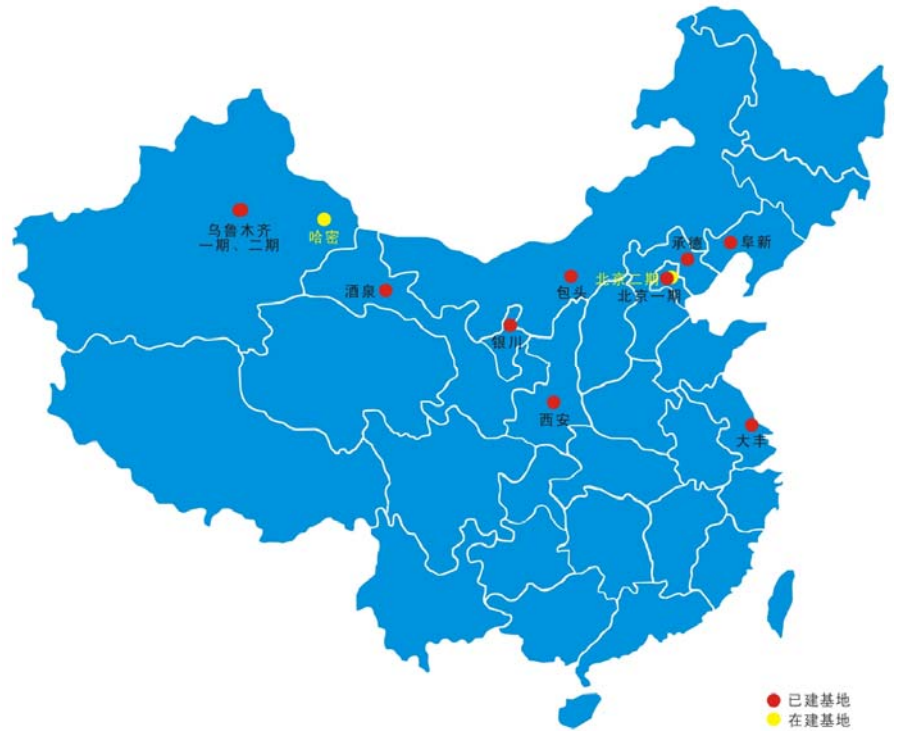 承德
阜新
乌鲁木齐
一期、二期
哈密
酒泉
包头
北京二期
北京一期
银川
西安
大丰
已建基地
在建基地